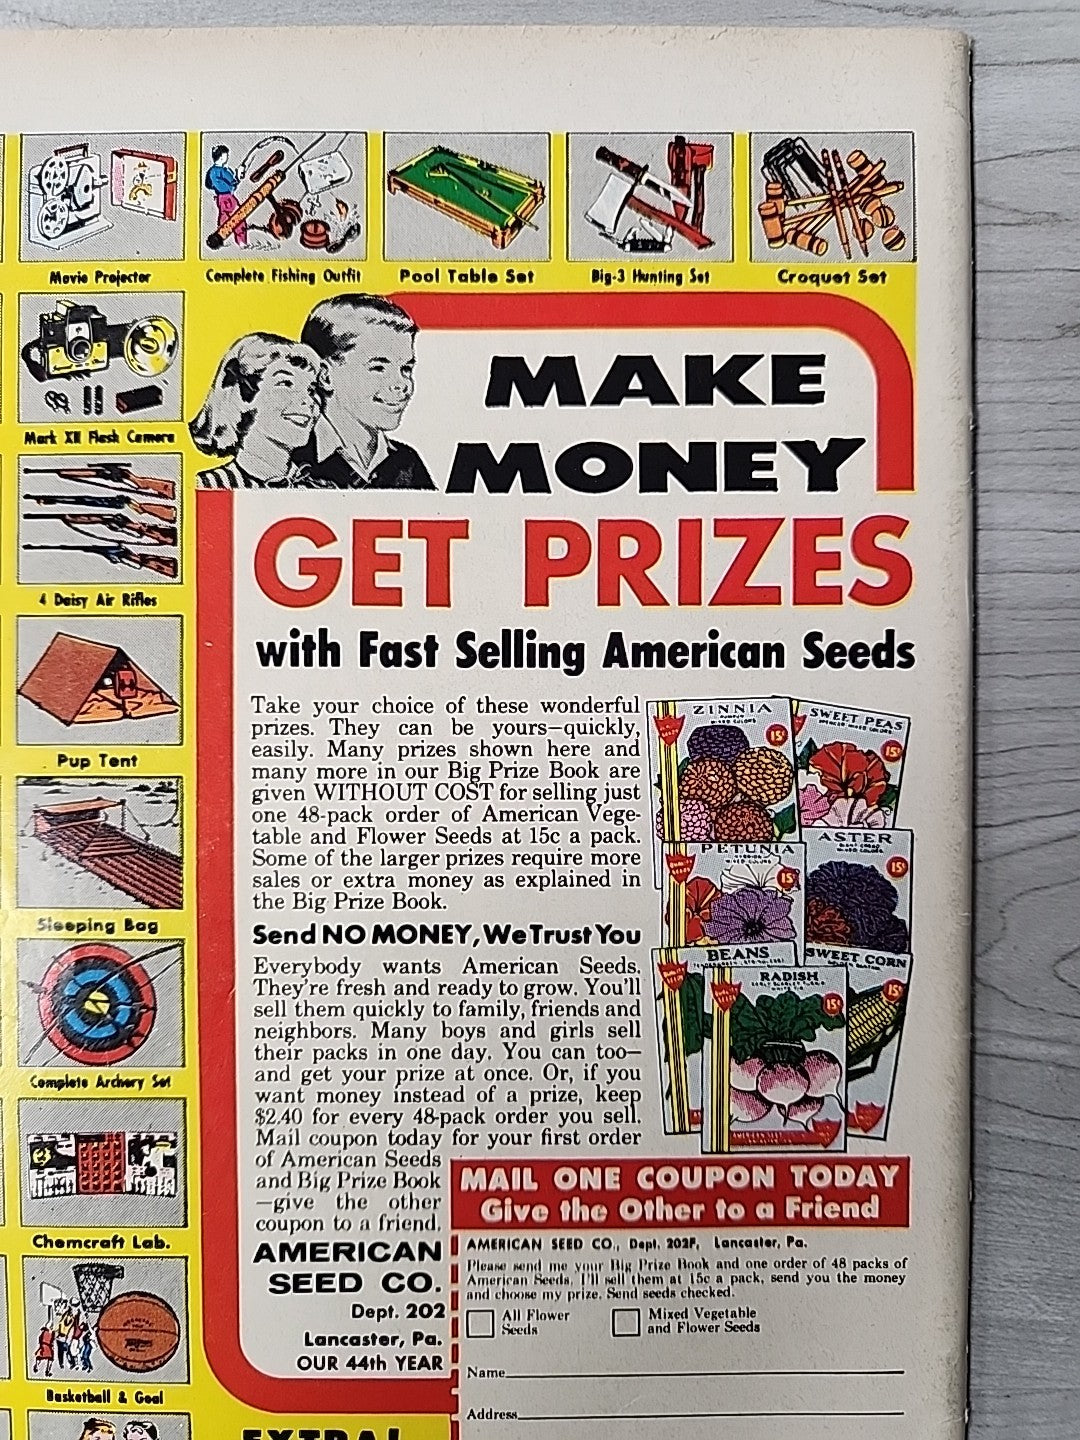 Movie Projector
Complete Fishing Outfit
Pool Table Set
Big-3 Hunting Set
Croquet Set
Mark XII Flash Camera
4 Daisy Air Rifles
Pup Tent
Sleeping Bag
Complete Archery Set
Chemcraft Lab.
Basketball & Goal
MAKE
MONEY
GET PRIZES
with Fast Selling American Seeds
Take your choice of these wonderful
prizes. They can be yours—quickly,
easily. Many prizes shown here and
many more in our Big Prize Book are
given WITHOUT COST for selling just
one 48-pack order of American Vege-
table and Flower Seeds at 15c a pack.
Some of the larger prizes require more
sales or extra money as explained in
the Big Prize Book.
Send NO MONEY, We Trust You
Everybody wants American Seeds.
They're fresh and ready to grow. You'll
sell them quickly to family, friends and
neighbors. Many boys and girls sell
their packs in one day. You can too—
and get your prize at once. Or, if you
want money instead of a prize, keep
$2.40 for every 48-pack order you sell.
Mail coupon today for your first order
of American Seeds
and Big Prize Book
—give the other
coupon to a friend.
AMERICAN
SEED CO.
Dept. 202
Lancaster, Pa.
OUR 44th YEAR
EXTRA!
ZINNIA
MIXED COLORS
15¢
SWEET PEAS
MIXED COLORS
15¢
PETUNIA
MIXED COLORS
15¢
ASTER
MIXED COLORS
15¢
BEANS
SWEET CORN
15¢
RADISH
15¢
MAIL ONE COUPON TODAY
Give the Other to a Friend
AMERICAN SEED CO., Dept. 202F, Lancaster, Pa.
Please send me your Big Prize Book and one order of 48 packs of
American Seeds. I'll sell them at 15c a pack, send you the money
and choose my prize. Send seeds checked.
All Flower
Seeds
Mixed Vegetable
and Flower Seeds
Name
Address